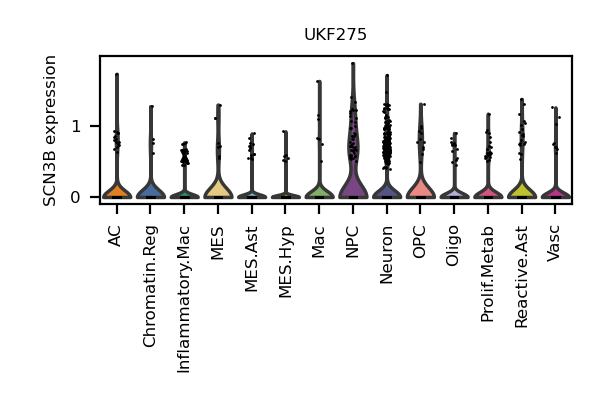 UKF275
SCN3B expression
1
0
AC
Chromatin.Reg
Inflammatory.Mac
MES
MES.Ast
MES.Hyp
Mac
NPC
Neuron
OPC
Oligo
Prolif.Metab
Reactive.Ast
Vasc